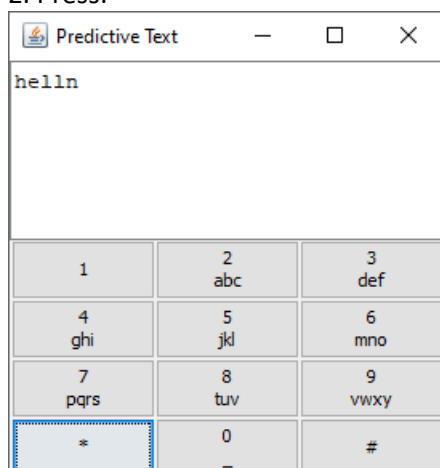 2. Press:
Predictive Text
helln
1
2
abc
3
def
4
ghi
5
jkl
6
mno
7
pqrs
8
tuv
9
vwxy
*
0
#